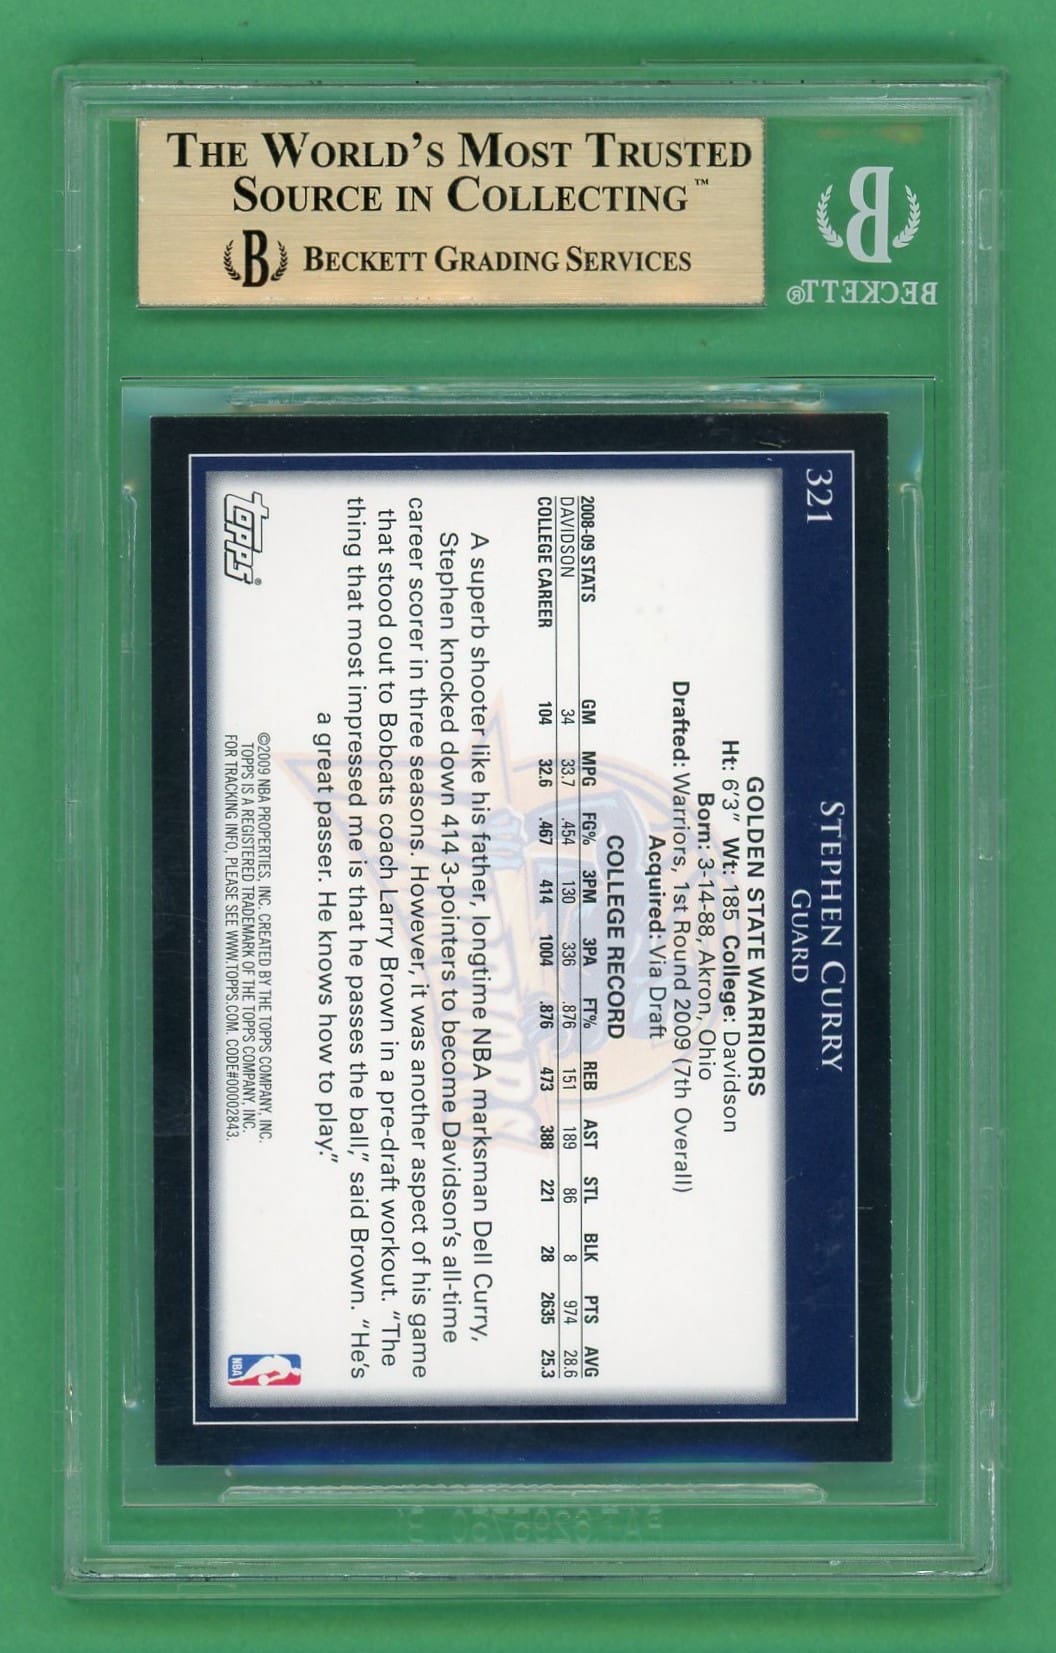 THE WORLD'S MOST TRUSTED
SOURCE IN COLLECTING™
B BECKETT GRADING SERVICES
B
BECKETT®
321
STEPHEN CURRY
GUARD
GOLDEN STATE WARRIORS
Ht: 6'3" Wt: 185 College: Davidson
Born: 3-14-88, Akron, Ohio
Drafted: Warriors, 1st Round 2009 (7th Overall)
Acquired: Via Draft
COLLEGE RECORD
2008-09 STATS GM MPG FG% 3PM 3PA FT% REB AST STL BLK PTS AVG
DAVIDSON 34 33.7 .454 130 336 .876 151 189 86 8 974 28.6
COLLEGE CAREER 104 32.6 .467 414 1004 .876 473 388 221 28 2635 25.3
A superb shooter like his father, longtime NBA marksman Dell Curry,
Stephen knocked down 414 3-pointers to become Davidson's all-time
career scorer in three seasons. However, it was another aspect of his game
that stood out to Bobcats coach Larry Brown in a pre-draft workout. "The
thing that most impressed me is that he passes the ball," said Brown. "He's
a great passer. He knows how to play."
topps®
©2009 NBA PROPERTIES, INC. CREATED BY THE TOPPS COMPANY, INC.
TOPPS IS A REGISTERED TRADEMARK OF THE TOPPS COMPANY, INC.
FOR TRACKING INFO, PLEASE SEE WWW.TOPPS.COM. CODE#00002843.
NBA